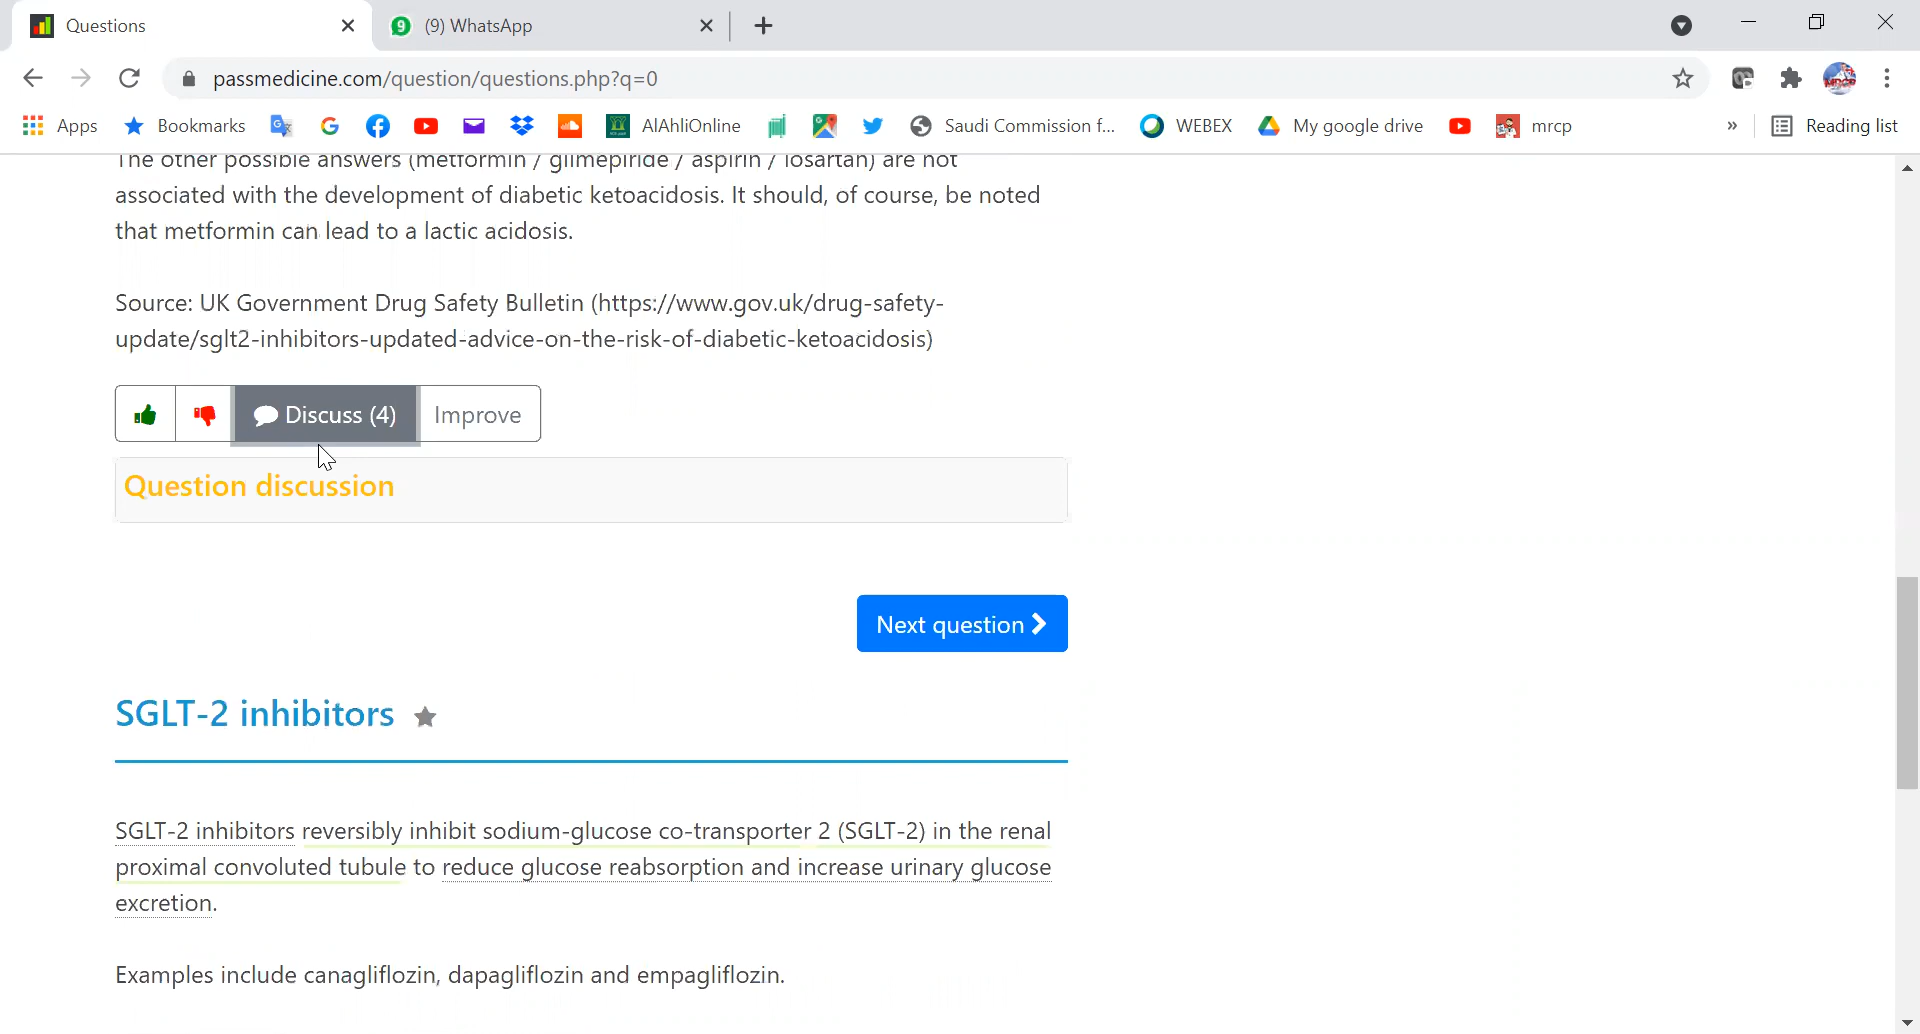 Questions
9
(9) WhatsApp
passmedicine.com/question/questions.php?q=0
Apps
Bookmarks
AlAhliOnline
Saudi Commission f...
WEBEX
My google drive
mrcp
»
Reading list
The other possible answers (metformin / glimepiride / aspirin / losartan) are not
associated with the development of diabetic ketoacidosis. It should, of course, be noted
that metformin can lead to a lactic acidosis.
Source: UK Government Drug Safety Bulletin (https://www.gov.uk/drug-safety-
update/sglt2-inhibitors-updated-advice-on-the-risk-of-diabetic-ketoacidosis)
Discuss (4)
Improve
Question discussion
Next question
SGLT-2 inhibitors
SGLT-2 inhibitors reversibly inhibit sodium-glucose co-transporter 2 (SGLT-2) in the renal
proximal convoluted tubule to reduce glucose reabsorption and increase urinary glucose
excretion.
Examples include canagliflozin, dapagliflozin and empagliflozin.